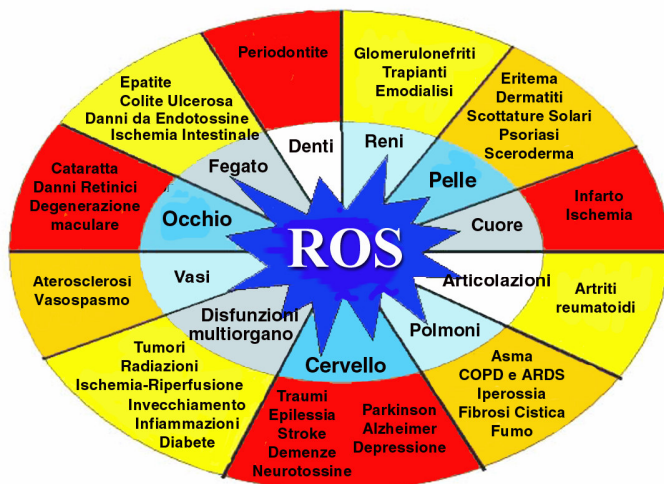 Periodontite
Denti
Glomerulonefriti
Trapianti
Emodialisi
Reni
Eritema
Dermatiti
Scottature Solari
Psoriasi
Sceroderma
Pelle
Infarto
Ischemia
Cuore
Artriti
reumatoidi
Articolazioni
Asma
COPD e ARDS
Iperossia
Fibrosi Cistica
Fumo
Polmoni
Cervello
Traumi
Epilessia
Stroke
Demenze
Neurotossine
Parkinson
Alzheimer
Depressione
Disfunzioni
multiorgano
Tumori
Radiazioni
Ischemia-Riperfusione
Invecchiamento
Infiammazioni
Diabete
Vasi
Aterosclerosi
Vasospasmo
Occhio
Cataratta
Danni Retinici
Degenerazione
maculare
Fegato
Epatite
Colite Ulcerosa
Danni da Endotossine
Ischemia Intestinale
ROS